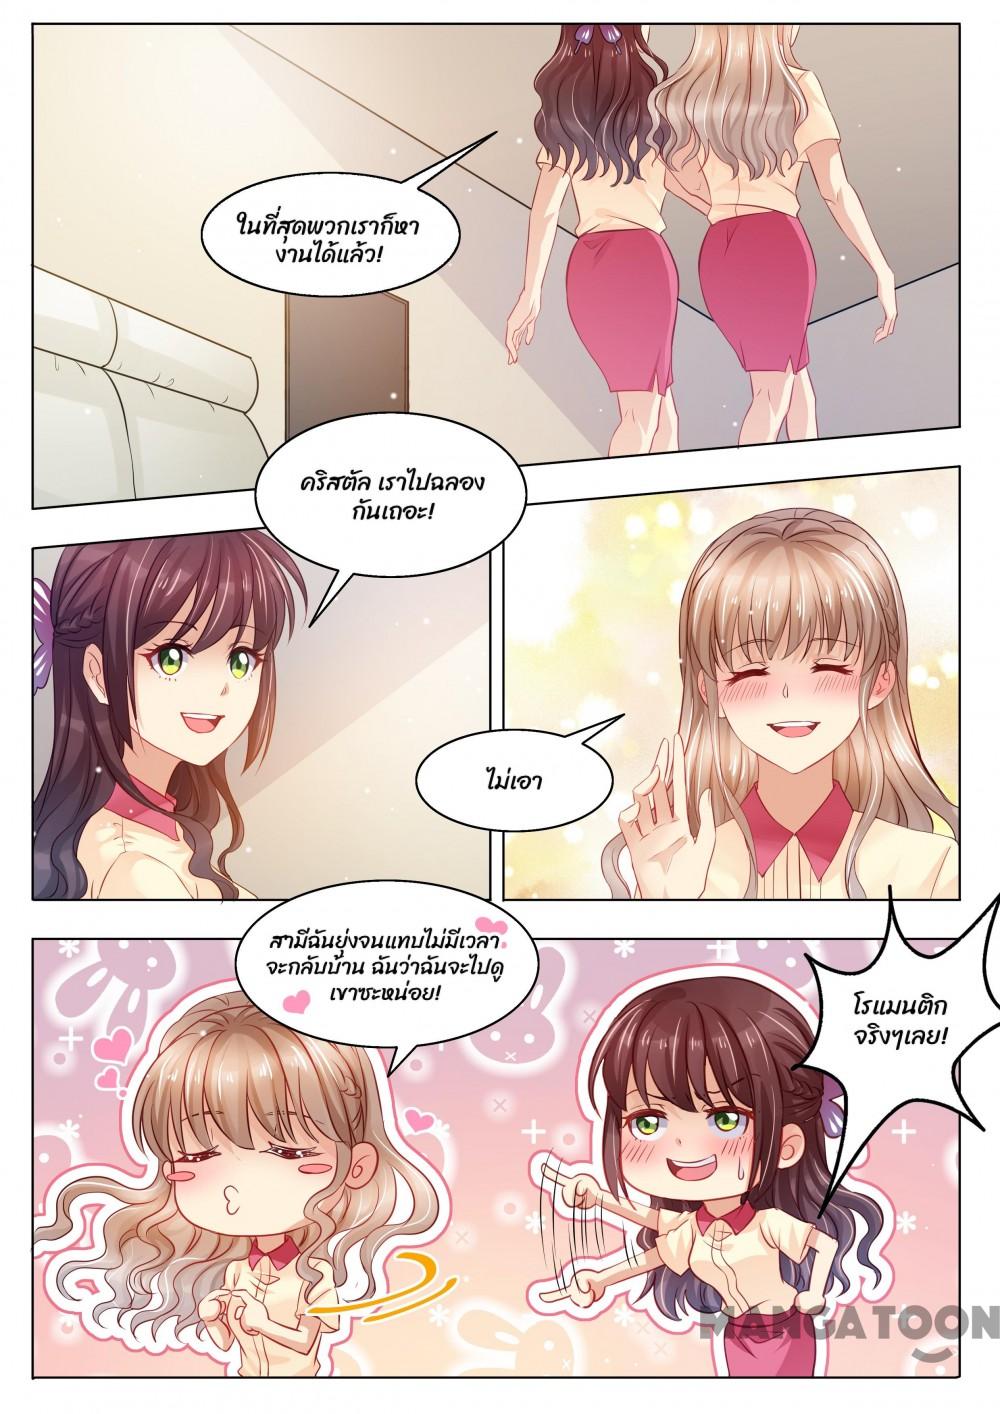 ในที่สุดพวกเราก็หา
งานได้แล้ว!
คริสตัล เราไปฉลอง
กันเถอะ!
ไม่เอา
สามีฉันยุ่งจนแทบไม่มีเวลา
จะกลับบ้าน ฉันว่าฉันจะไปดู
เขาซะหน่อย!
โรแมนติก
จริงๆเลย!
MANGATOON